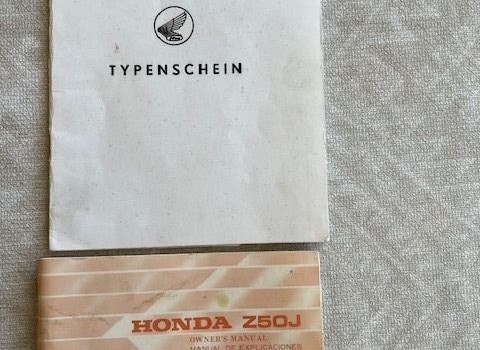 TYPENSCHEIN
HONDA Z50J
OWNER'S MANUAL
MANUAL DE EXPLICACIONES